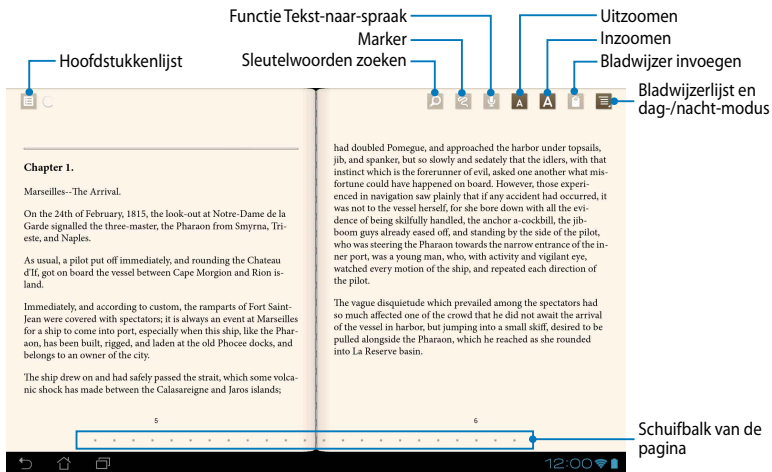 Functie Tekst-naar-spraak
Marker
Sleutelwoorden zoeken
Hoofdstukkenlijst
Uitzoomen
Inzoomen
Bladwijzer invoegen
Bladwijzerlijst en
dag-/nacht-modus
A
A
Chapter 1.
Marseilles--The Arrival.
On the 24th of February, 1815, the look-out at Notre-Dame de la
Garde signalled the three-master, the Pharaon from Smyrna, Tri-
este, and Naples.
As usual, a pilot put off immediately, and rounding the Chateau
d'If, got on board the vessel between Cape Morgion and Rion is-
land.
Immediately, and according to custom, the ramparts of Fort Saint-
Jean were covered with spectators; it is always an event at Marseilles
for a ship to come into port, especially when this ship, like the Phar-
aon, has been built, rigged, and laden at the old Phocee docks, and
belongs to an owner of the city.
The ship drew on and had safely passed the strait, which some volca-
nic shock has made between the Calasareigne and Jaros islands;
5
had doubled Pomegue, and approached the harbor under topsails,
jib, and spanker, but so slowly and sedately that the idlers, with that
instinct which is the forerunner of evil, asked one another what mis-
fortune could have happened on board. However, those experi-
enced in navigation saw plainly that if any accident had occurred, it
was not to the vessel herself, for she bore down with all the evi-
dence of being skilfully handled, the anchor a-cockbill, the jib-
boom guys already eased off, and standing by the side of the pilot,
who was steering the Pharaon towards the narrow entrance of the in-
ner port, was a young man, who, with activity and vigilant eye,
watched every motion of the ship, and repeated each direction of
the pilot.
The vague disquietude which prevailed among the spectators had
so much affected one of the crowd that he did not await the arrival
of the vessel in harbor, but jumping into a small skiff, desired to be
pulled alongside the Pharaon, which he reached as she rounded
into La Reserve basin.
6
Schuifbalk van de
pagina
12:00